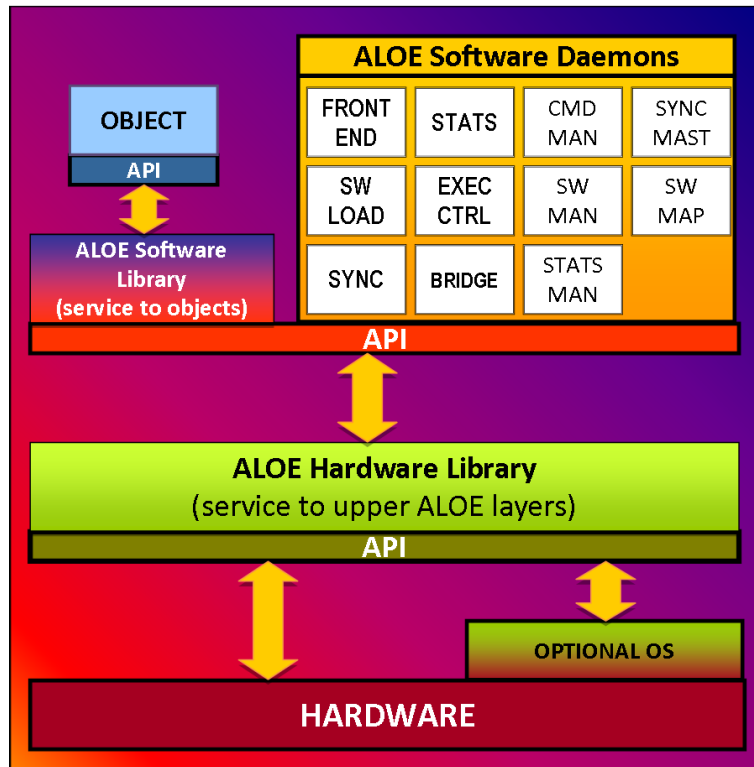 ALOE Software Daemons
OBJECT
API
ALOE Software
Library
(service to objects)
FRONT
END
STATS
CMD
MAN
SYNC
MAST
SW
LOAD
EXEC
CTRL
SW
MAN
SW
MAP
SYNC
BRIDGE
STATS
MAN
API
ALOE Hardware Library
(service to upper ALOE layers)
API
OPTIONAL OS
HARDWARE